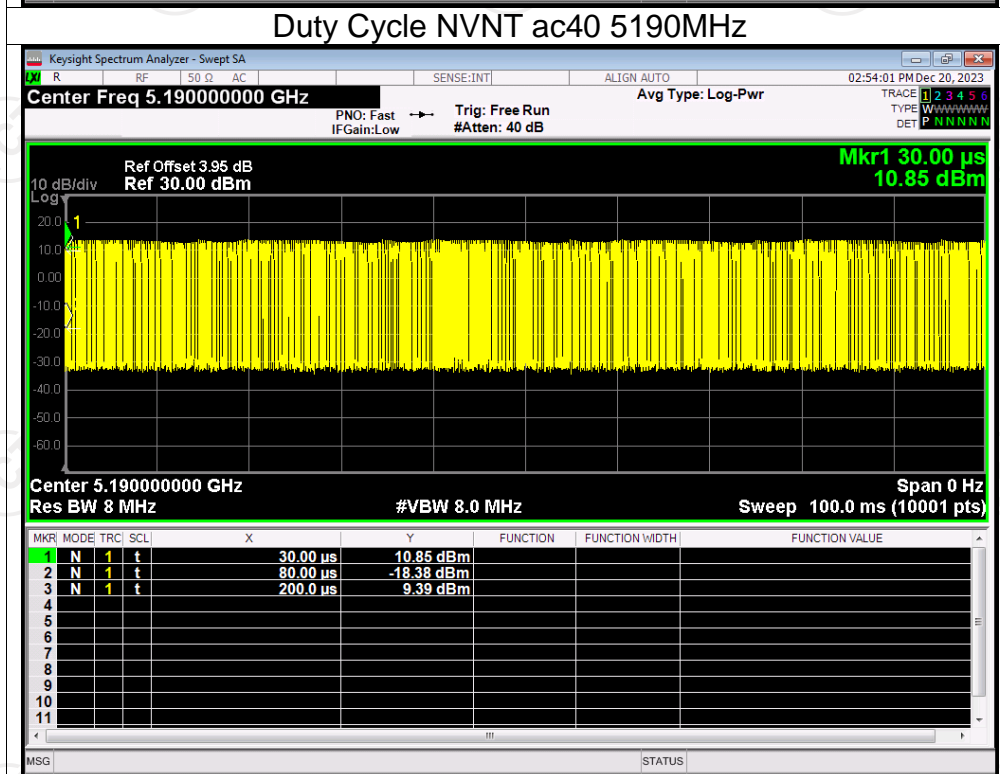 Duty Cycle NVNT ac40 5190MHz
Keysight Spectrum Analyzer - Swept SA
LXI R RF 50 Ω AC SENSE:INT ALIGN AUTO 02:54:01 PM Dec 20, 2023
Center Freq 5.190000000 GHz Avg Type: Log-Pwr TRACE 1 2 3 4 5 6
PNO: Fast Trig: Free Run TYPE WWWWWW
IFGain:Low #Atten: 40 dB DET P N N N N N
Mkr1 30.00 µs
Ref Offset 3.95 dB
10 dB/div Ref 30.00 dBm 10.85 dBm
Log
20.0
1
10.0
0.00
-10.0
-20.0
-30.0
-40.0
-50.0
-60.0
Center 5.190000000 GHz Span 0 Hz
Res BW 8 MHz #VBW 8.0 MHz Sweep 100.0 ms (10001 pts)
MKR MODE TRC SCL X Y FUNCTION FUNCTION WIDTH FUNCTION VALUE
1 N 1 t 30.00 µs 10.85 dBm
2 N 1 t 80.00 µs -18.38 dBm
3 N 1 t 200.0 µs 9.39 dBm
4
5
6
7
8
9
10
11
MSG STATUS